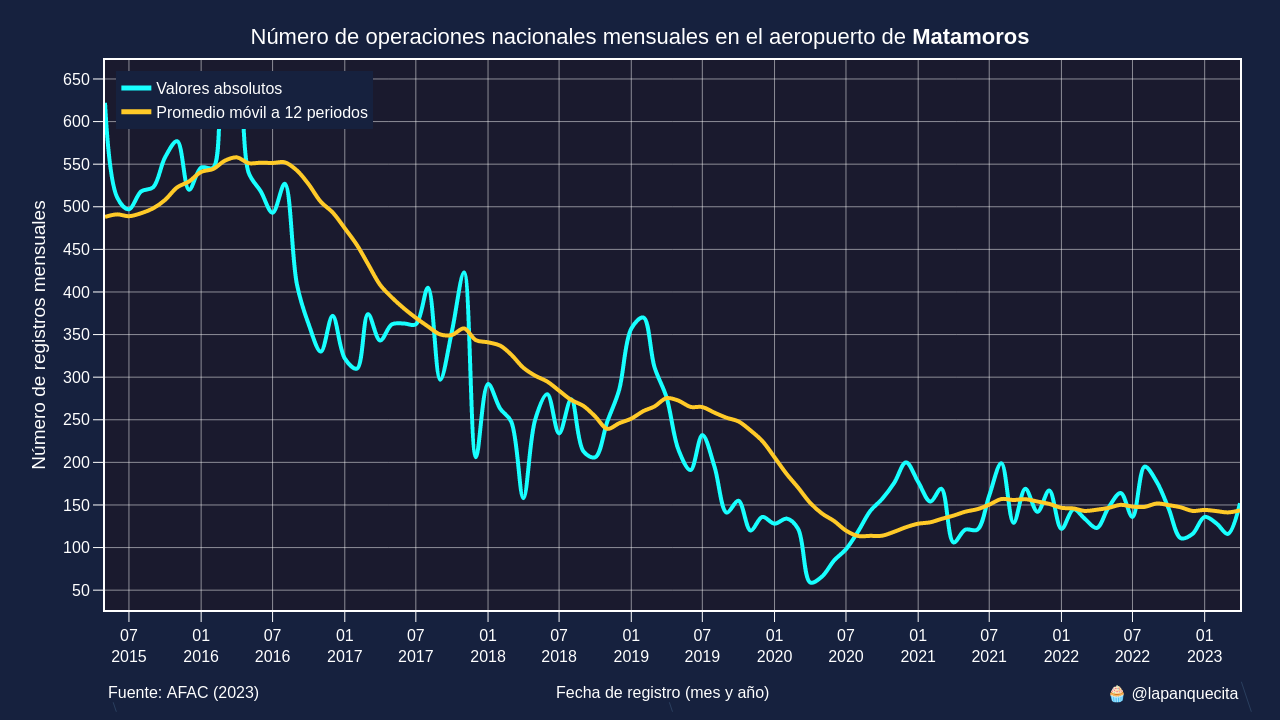 Número de operaciones nacionales mensuales en el aeropuerto de Matamoros
Valores absolutos
Promedio móvil a 12 periodos
Número de registros mensuales
650
600
550
500
450
400
350
300
250
200
150
100
50
07 01 07 01 07 01 07 01 07 01 07 01 07 01 07 01
2015 2016 2016 2017 2017 2018 2018 2019 2019 2020 2020 2021 2021 2022 2022 2023
Fuente: AFAC (2023) Fecha de registro (mes y año) 🧁 @lapanquecita